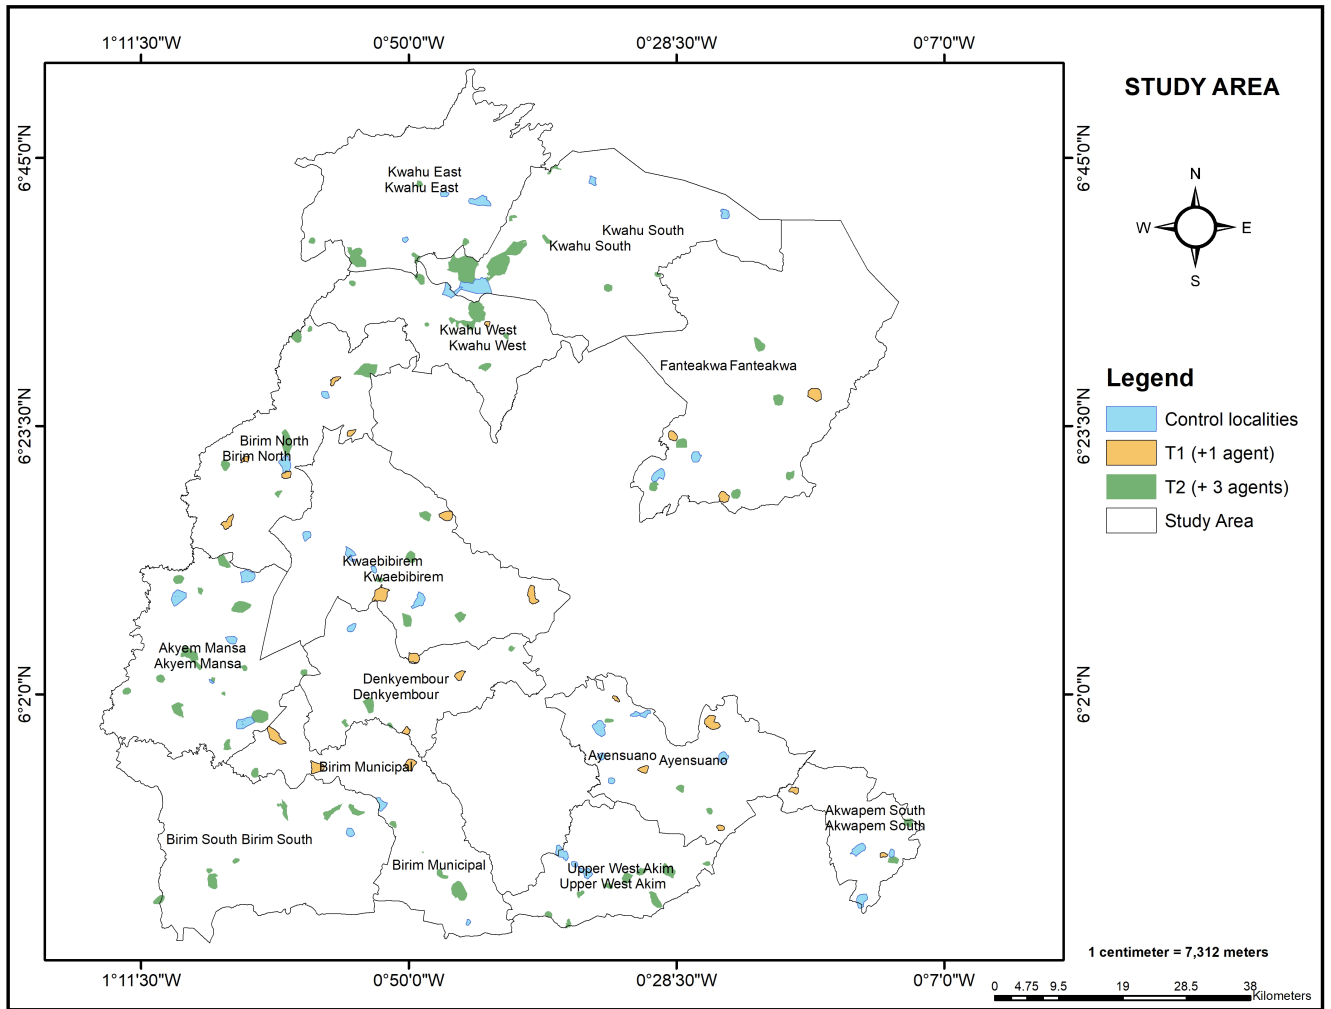 1°11'30"W 0°50'0"W 0°28'30"W 0°7'0"W
STUDY AREA
6°45'0"N
6°45'0"N
Kwahu East
Kwahu East
N
W E
S
Kwahu South
Kwahu South
Kwahu West
Kwahu West
Fanteakwa Fanteakwa
Legend
Control localities
T1 (+1 agent)
T2 (+ 3 agents)
Study Area
6°23'30"N
6°23'30"N
Birim North
Birim North
Kwaebibirem
Kwaebibirem
Akyem Mansa
Akyem Mansa
6°2'0"N
6°2'0"N
Denkyembour
Denkyembour
Ayensuano
Ayensuano
Birim Municipal
Akwapem South
Akwapem South
Birim South Birim South
Birim Municipal
Upper West Akim
Upper West Akim
1 centimeter = 7,312 meters
0 4.75 9.5 19 28.5 38
Kilometers
1°11'30"W 0°50'0"W 0°28'30"W 0°7'0"W